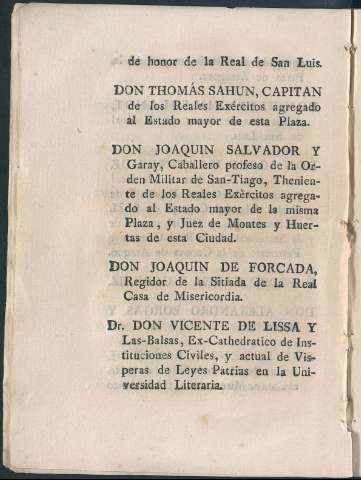 de honor de la Real de San Luis.
DON THOMÁS SAHUN, CAPITAN
de los Reales Exércitos agregado
al Estado mayor de esta Plaza.
DON JOAQUIN SALVADOR Y
Garay, Caballero profeso de la Or-
den Militar de San-Tiago, Thenien-
te de los Reales Exèrcitos agrega-
do al Estado mayor de la misma
Plaza, y Juez de Montes y Huer-
tas de esta Ciudad.
DON JOAQUIN DE FORCADA,
Regidor de la Sitiada de la Real
Casa de Misericordia.
Dr. DON VICENTE DE LISSA Y
Las-Balsas, Ex-Cathedratico de Ins-
tituciones Civiles, y actual de Vis-
peras de Leyes Patrias en la Uni-
versidad Literaria.